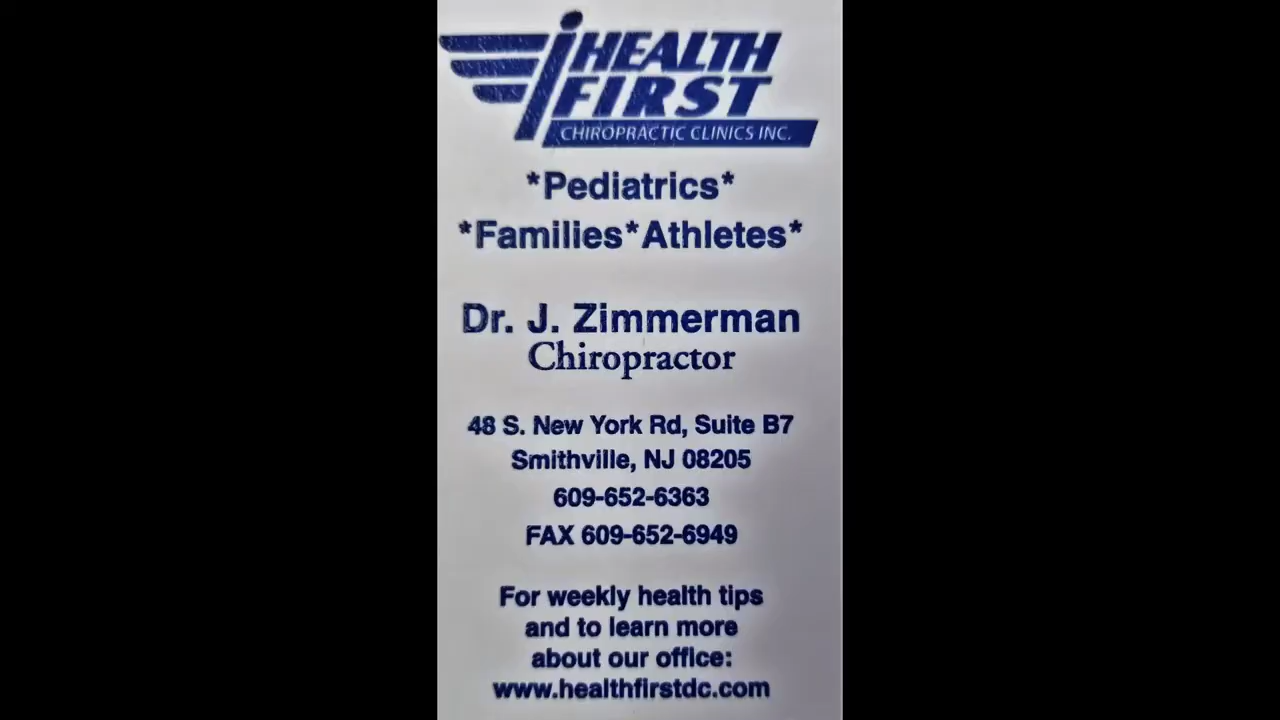 HEALTH
FIRST
CHIROPRACTIC CLINICS INC.
*Pediatrics*
*Families*Athletes*
Dr. J. Zimmerman
Chiropractor
48 S. New York Rd, Suite B7
Smithville, NJ 08205
609-652-6363
FAX 609-652-6949
For weekly health tips
and to learn more
about our office:
www.healthfirstdc.com